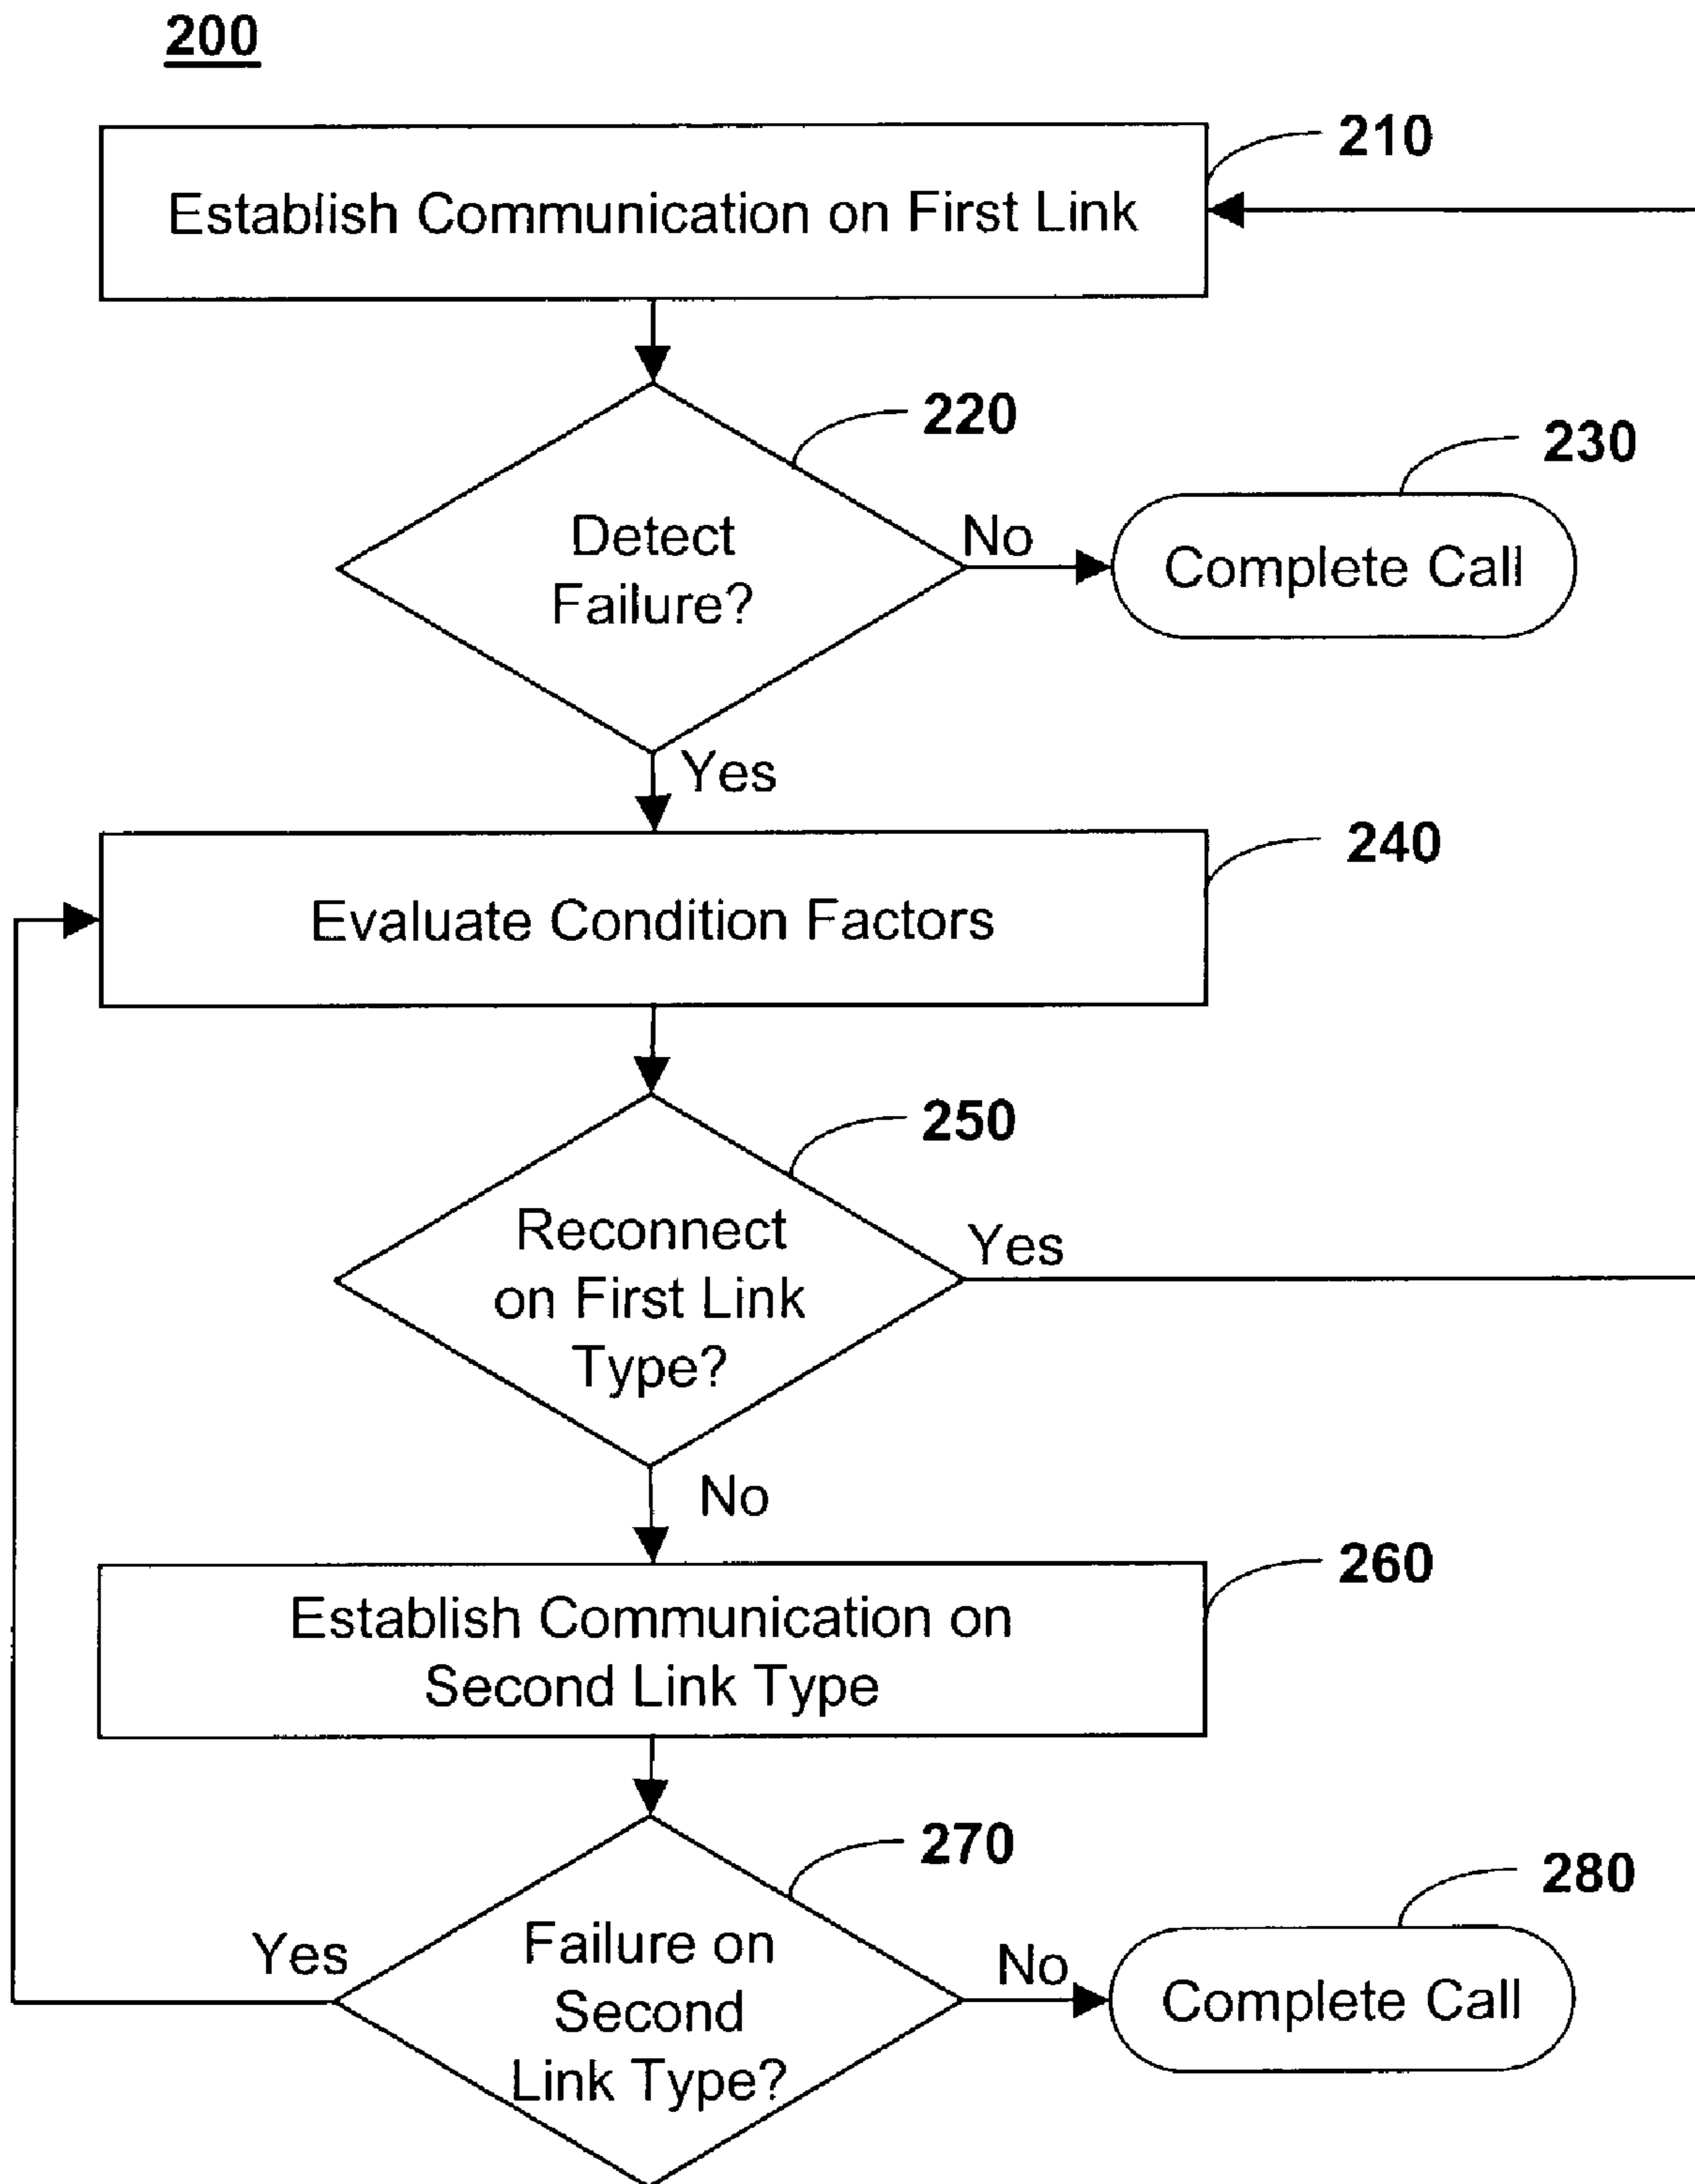 200
210
Establish Communication on First Link
220
230
Detect
Failure?
No
Complete Call
Yes
240
Evaluate Condition Factors
250
Reconnect
on First Link
Type?
Yes
No
260
Establish Communication on
Second Link Type
270
280
Yes
Failure on
Second
Link Type?
No
Complete Call